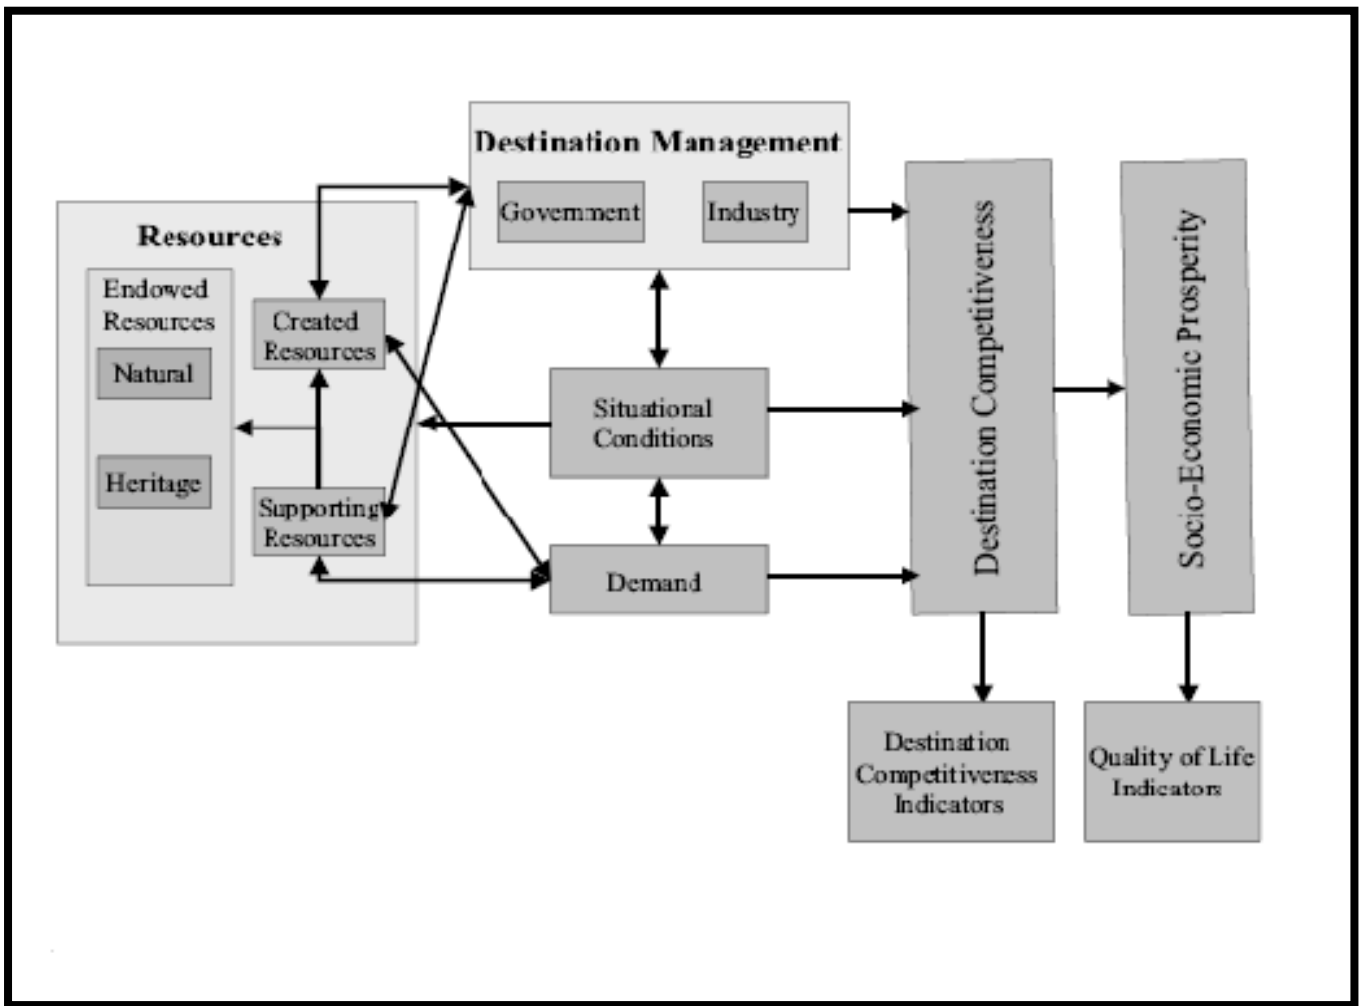 Destination Management
Government
Industry
Resources
Endowed
Resources
Natural
Heritage
Created
Resources
Supporting
Resources
Situational
Conditions
Demand
Destination Competitiveness
Socio-Economic Prosperity
Destination
Competitiveness
Indicators
Quality of Life
Indicators